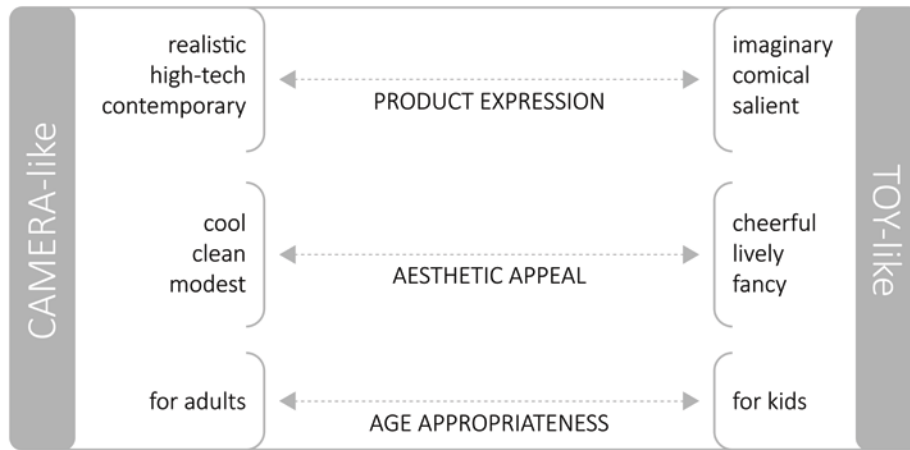 CAMERA-like
realistic
high-tech
contemporary
PRODUCT EXPRESSION
imaginary
comical
salient
cool
clean
modest
AESTHETIC APPEAL
cheerful
lively
fancy
for adults
AGE APPROPRIATENESS
for kids
TOY-like